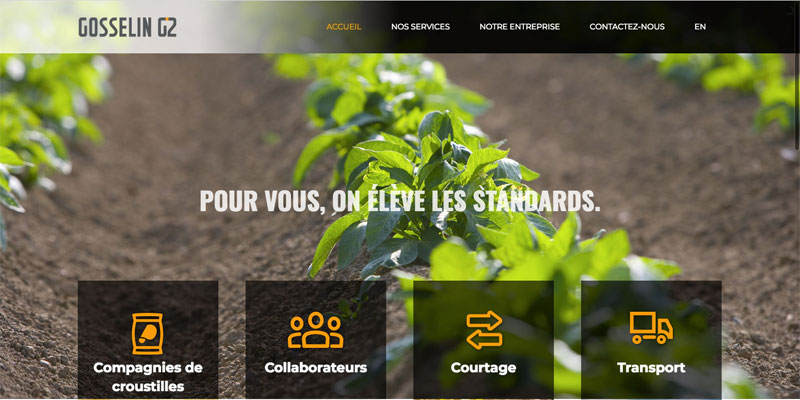 GOSSELIN G2
ACCUEIL NOS SERVICES NOTRE ENTREPRISE CONTACTEZ-NOUS EN
POUR VOUS, ON ÉLÈVE LES STANDARDS.
Compagnies de
croustilles
Collaborateurs
Courtage
Transport